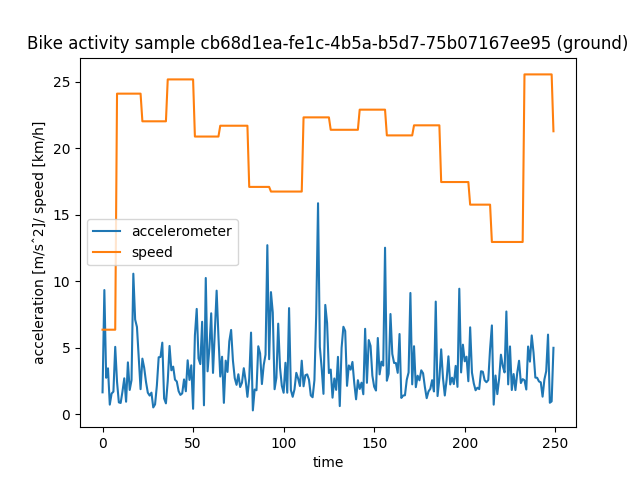 Bike activity sample cb68d1ea-fe1c-4b5a-b5d7-75b07167ee95 (ground)
acceleration [m/s^2]/ speed [km/h]
25
20
15
10
5
0
accelerometer
speed
0 50 100 150 200 250
time